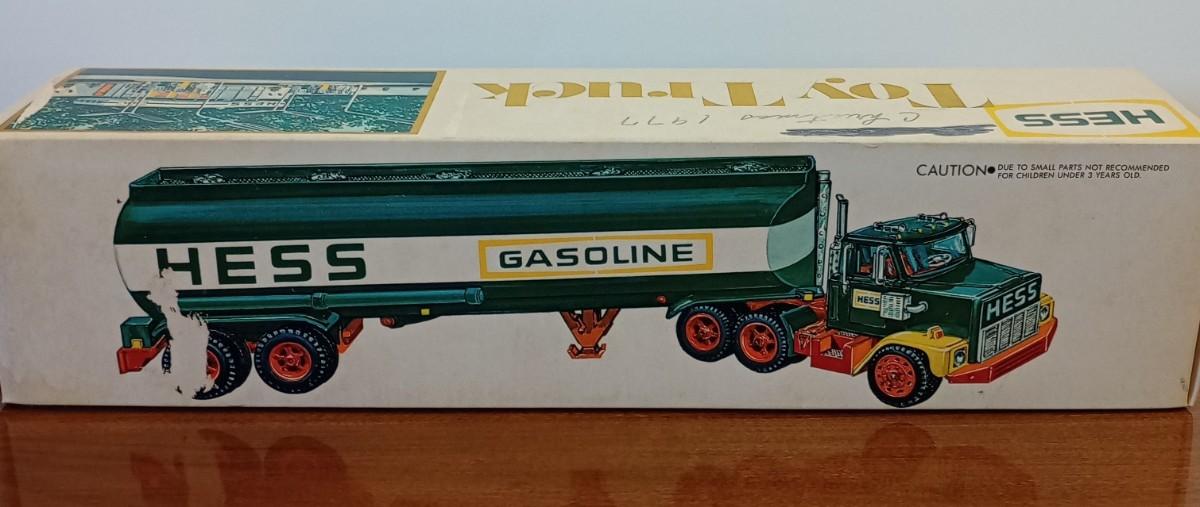 Toy Truck
HESS
Christmas 1977
CAUTION• DUE TO SMALL PARTS NOT RECOMMENDED
FOR CHILDREN UNDER 3 YEARS OLD.
HESS
GASOLINE
HESS
HESS
HESS